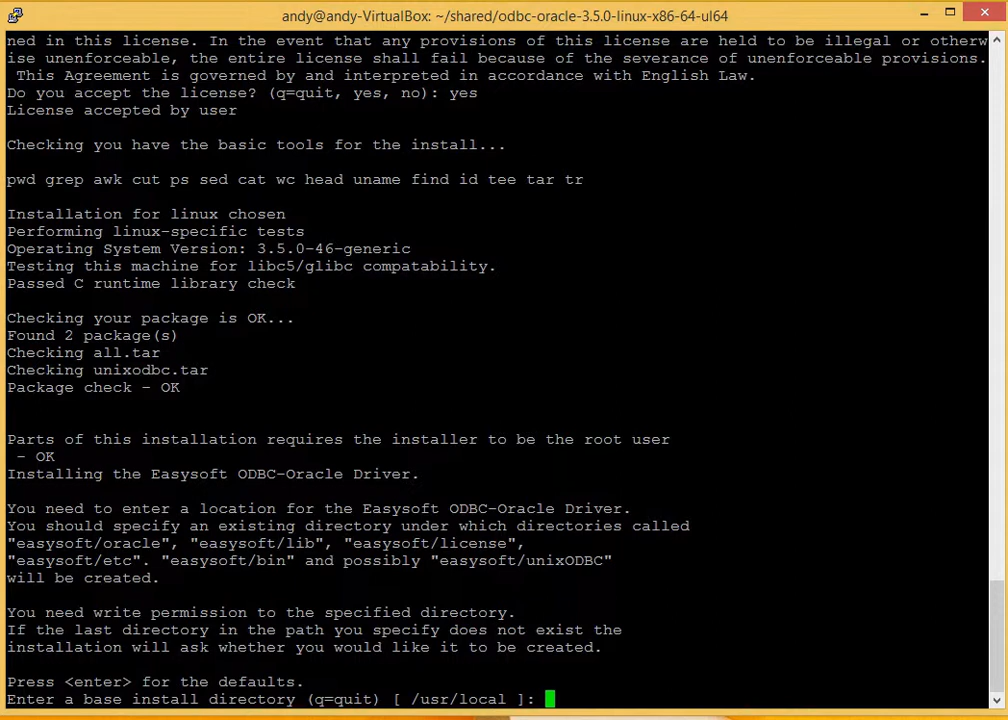 andy@andy-VirtualBox: ~/shared/odbc-oracle-3.5.0-linux-x86-64-ul64
ned in this license. In the event that any provisions of this license are held to be illegal or otherw
ise unenforceable, the entire license shall fail because of the severance of unenforceable provisions.
 This Agreement is governed by and interpreted in accordance with English Law.
Do you accept the license? (q=quit, yes, no): yes
License accepted by user
Checking you have the basic tools for the install...
pwd grep awk cut ps sed cat wc head uname find id tee tar tr
Installation for linux chosen
Performing linux-specific tests
Operating System Version: 3.5.0-46-generic
Testing this machine for libc5/glibc compatability.
Passed C runtime library check
Checking your package is OK...
Found 2 package(s)
Checking all.tar
Checking unixodbc.tar
Package check - OK
Parts of this installation requires the installer to be the root user
 - OK
Installing the Easysoft ODBC-Oracle Driver.
You need to enter a location for the Easysoft ODBC-Oracle Driver.
You should specify an existing directory under which directories called
"easysoft/oracle", "easysoft/lib", "easysoft/license",
"easysoft/etc". "easysoft/bin" and possibly "easysoft/unixODBC"
will be created.
You need write permission to the specified directory.
If the last directory in the path you specify does not exist the
installation will ask whether you would like it to be created.
Press <enter> for the defaults.
Enter a base install directory (q=quit) [ /usr/local ]: